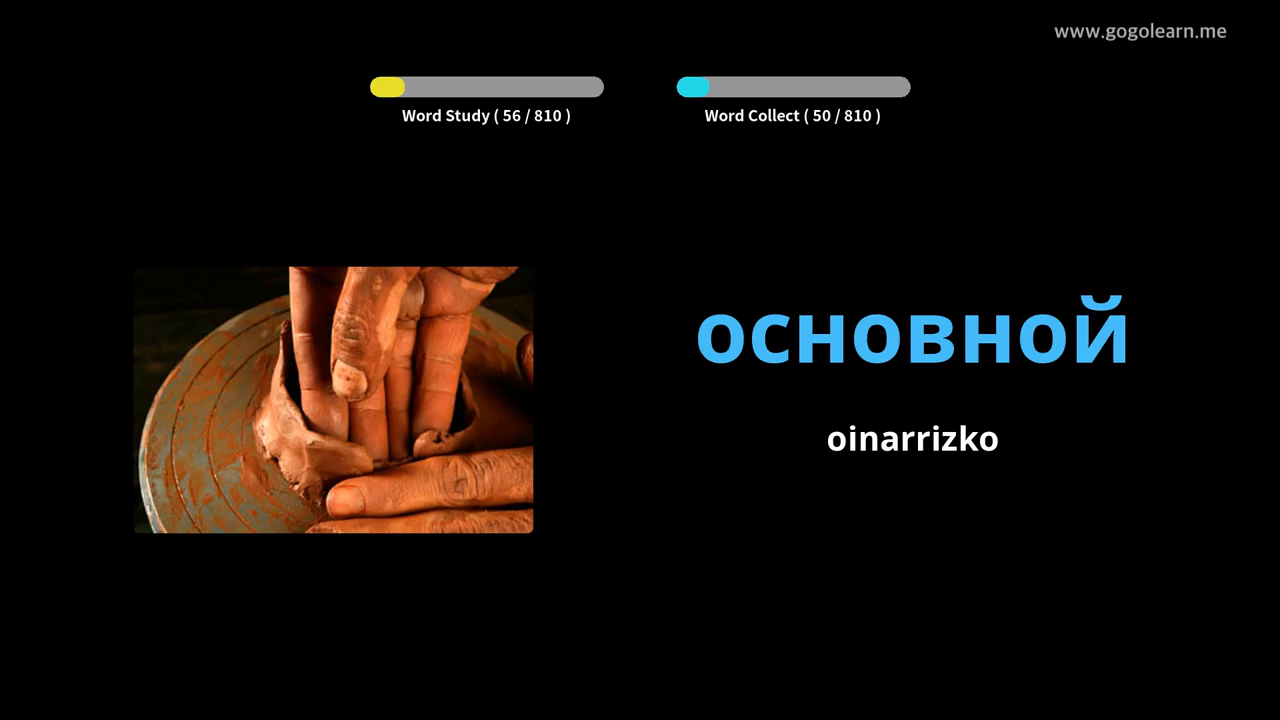 www.gogolearn.me
Word Study ( 56 / 810 )
Word Collect ( 50 / 810 )
основной
oinarrizko